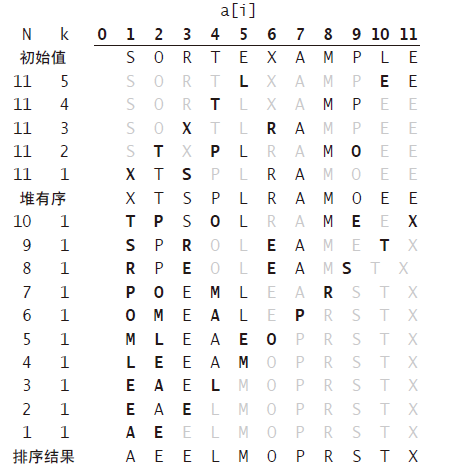 a[i]
N k 0 1 2 3 4 5 6 7 8 9 10 11
初始值 S O R T E X A M P L E
11 5 S O R T L X A M P E E
11 4 S O R T L X A M P E E
11 3 S O X T L R A M P E E
11 2 S T X P L R A M O E E
11 1 X T S P L R A M O E E
堆有序 X T S P L R A M O E E
10 1 T P S O L R A M E E X
9 1 S P R O L E A M E T X
8 1 R P E O L E A M S T X
7 1 P O E M L E A R S T X
6 1 O M E A L E P R S T X
5 1 M L E A E O P R S T X
4 1 L E E A M O P R S T X
3 1 E A E L M O P R S T X
2 1 E A E L M O P R S T X
1 1 A E E L M O P R S T X
排序结果 A E E L M O P R S T X